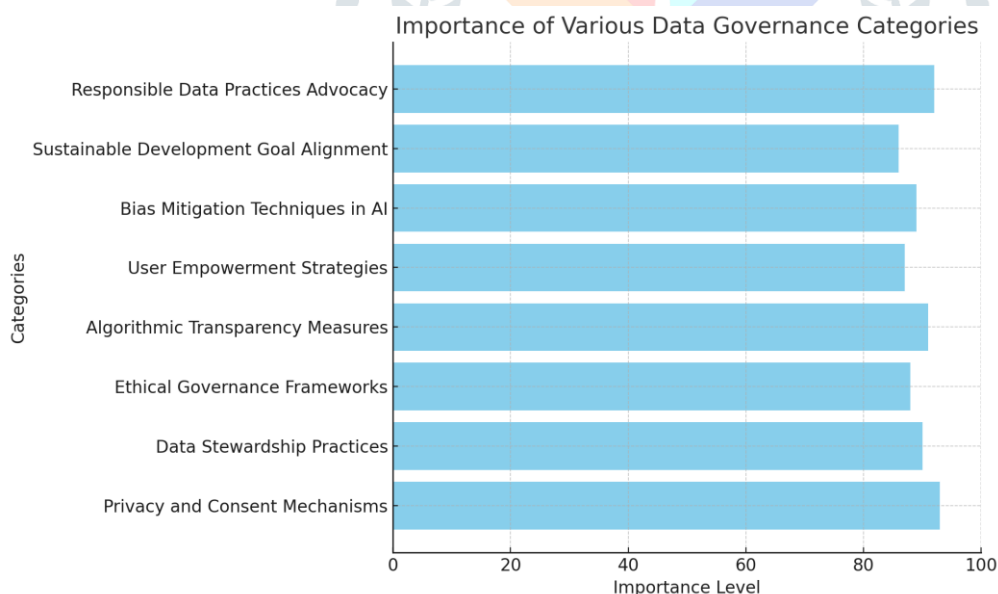 Importance of Various Data Governance Categories
Responsible Data Practices Advocacy
Sustainable Development Goal Alignment
Bias Mitigation Techniques in AI
User Empowerment Strategies
Algorithmic Transparency Measures
Ethical Governance Frameworks
Data Stewardship Practices
Privacy and Consent Mechanisms
Categories
0 20 40 60 80 100
Importance Level